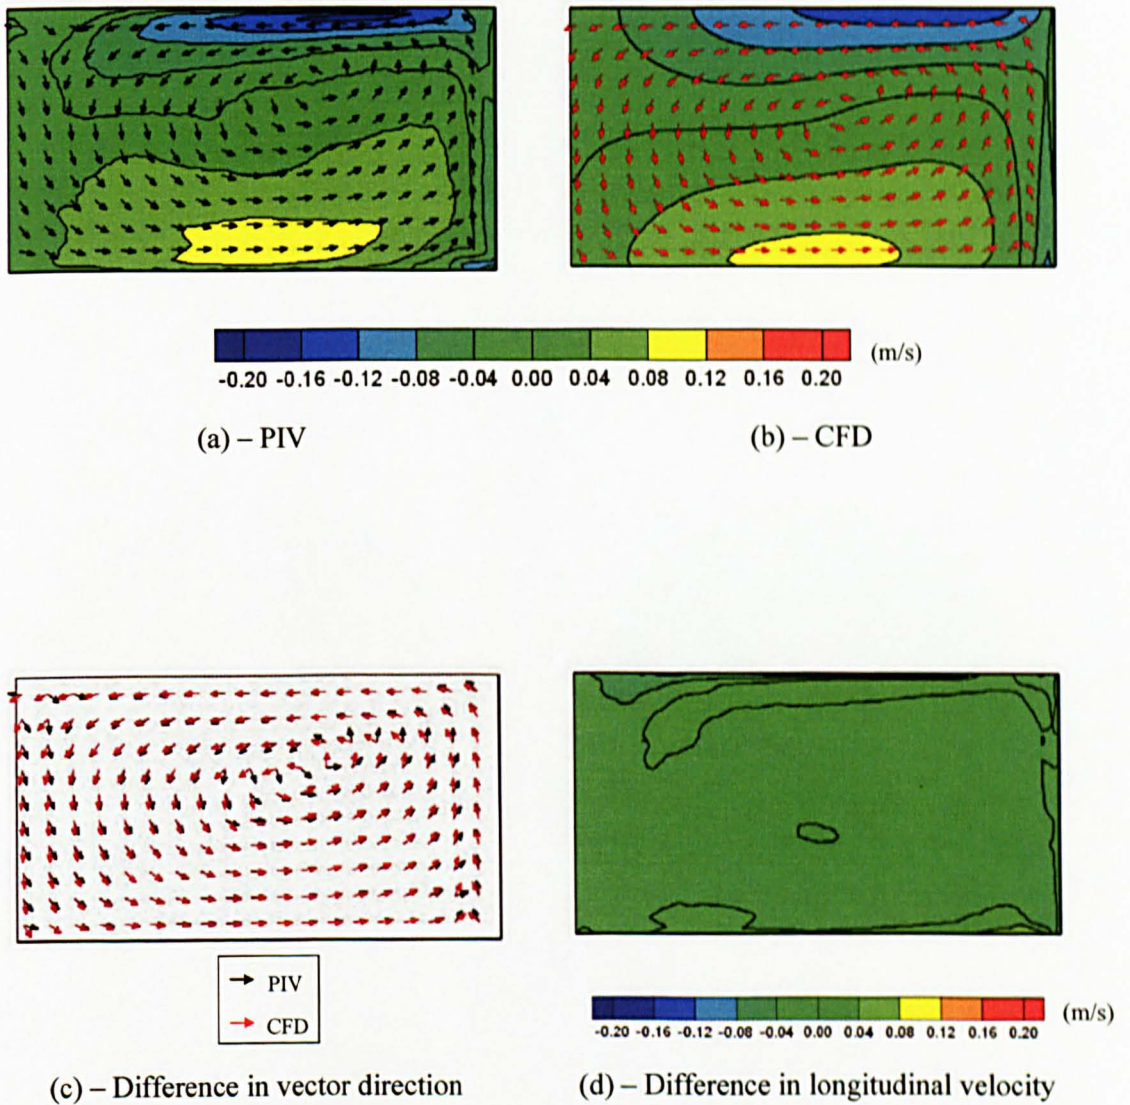 -0.20 -0.16 -0.12 -0.08 -0.04 0.00 0.04 0.08 0.12 0.16 0.20 (m/s)
(a) – PIV
(b) – CFD
PIV
CFD
-0.20 -0.16 -0.12 -0.08 -0.04 0.00 0.04 0.08 0.12 0.16 0.20 (m/s)
(c) – Difference in vector direction
(d) – Difference in longitudinal velocity